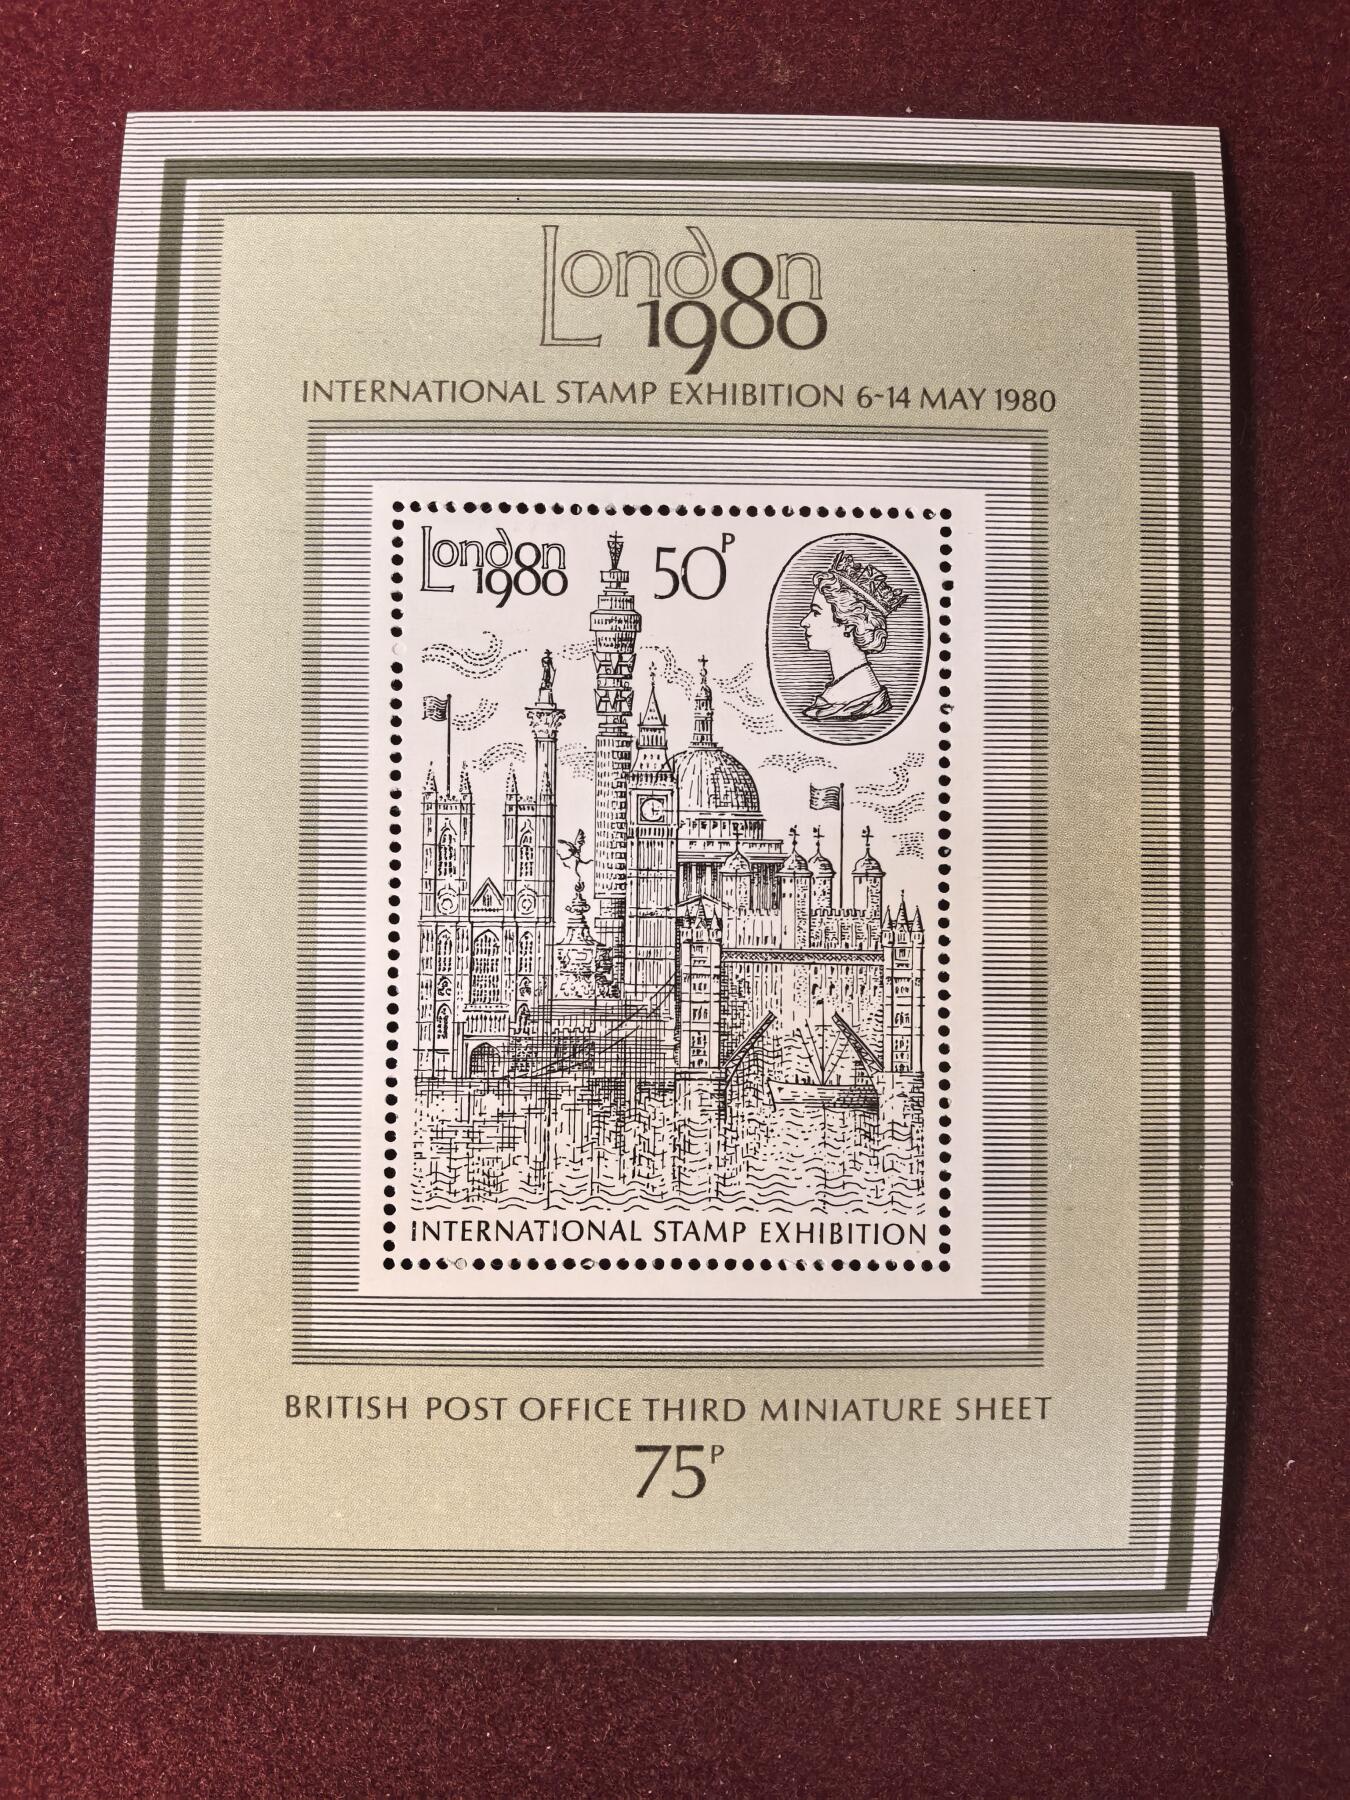 London
1980
INTERNATIONAL STAMP EXHIBITION 6-14 MAY 1980
London
1980
50P
INTERNATIONAL STAMP EXHIBITION
BRITISH POST OFFICE THIRD MINIATURE SHEET
75P